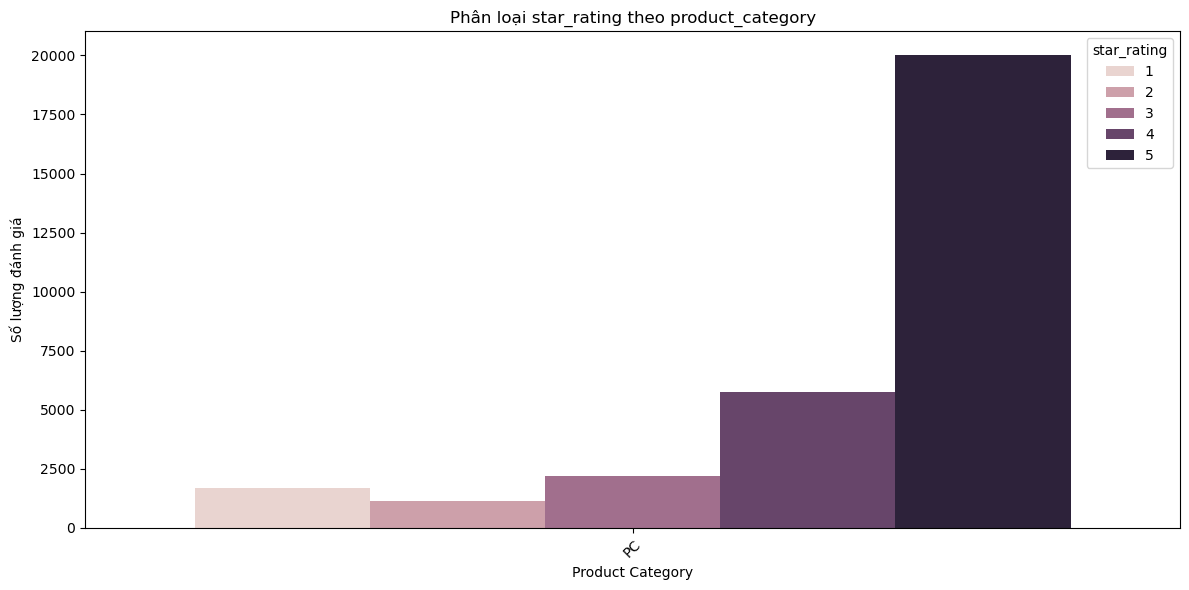 Phân loại star_rating theo product_category
star_rating
1
2
3
4
5
20000
17500
15000
12500
10000
7500
5000
2500
0
Số lượng đánh giá
PC
Product Category